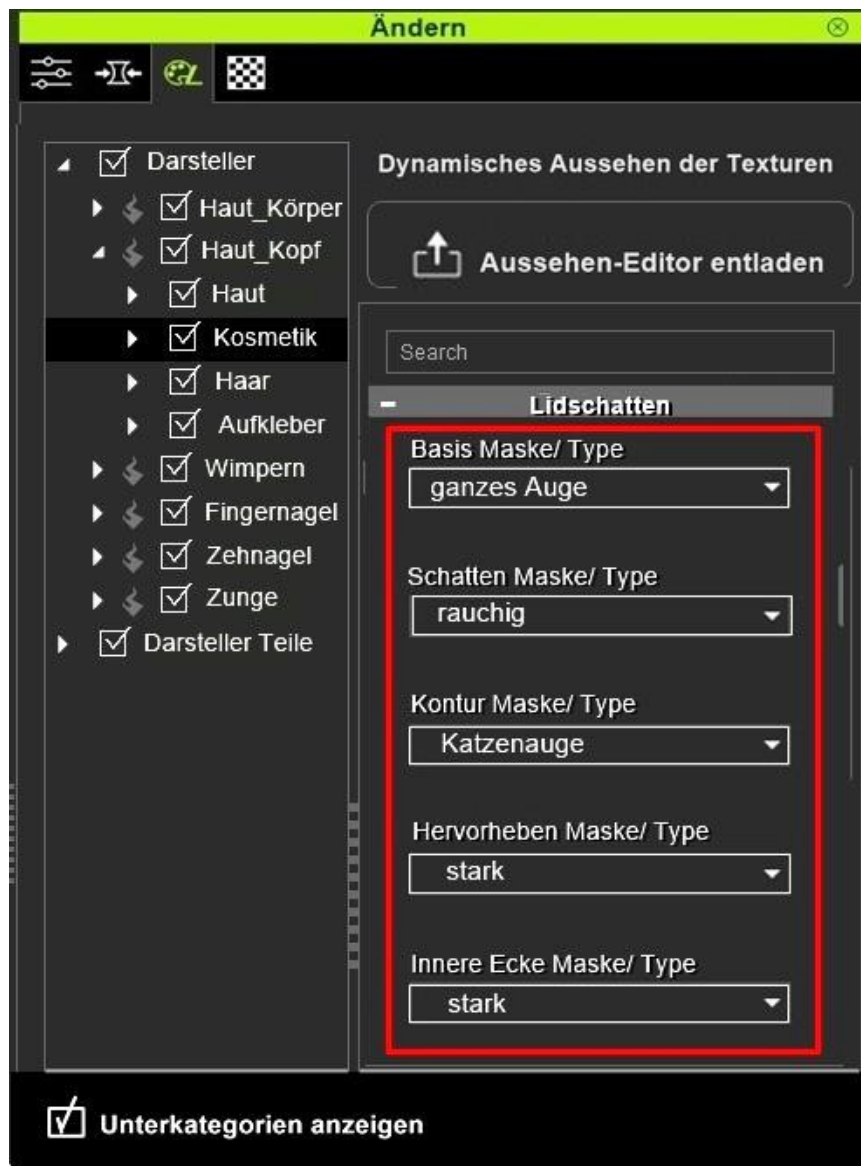 Ändern
Darsteller
Haut_Körper
Haut_Kopf
Haut
Kosmetik
Haar
Aufkleber
Wimpern
Fingernagel
Zehnagel
Zunge
Darsteller Teile
Dynamisches Aussehen der Texturen
Aussehen-Editor entladen
Search
Lidschatten
Basis Maske/ Type
ganzes Auge
Schatten Maske/ Type
rauchig
Kontur Maske/ Type
Katzenauge
Hervorheben Maske/ Type
stark
Innere Ecke Maske/ Type
stark
Unterkategorien anzeigen